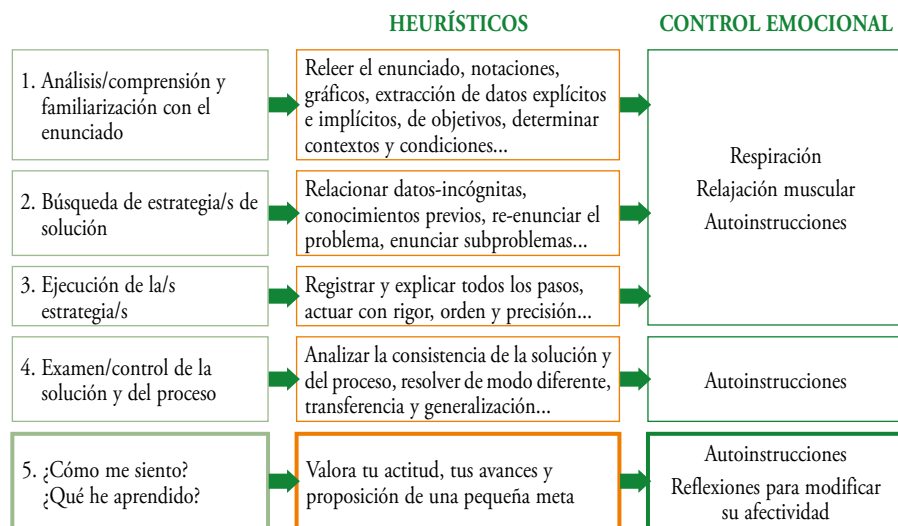 HEURÍSTICOS
CONTROL EMOCIONAL
1. Análisis/comprensión y
familiarización con el
enunciado
Releer el enunciado, notaciones,
gráficos, extracción de datos explícitos
e implícitos, de objetivos, determinar
contextos y condiciones...
Respiración
Relajación muscular
Autoinstrucciones
2. Búsqueda de estrategia/s de
solución
Relacionar datos-incógnitas,
conocimientos previos, re-enunciar el
problema, enunciar subproblemas...
3. Ejecución de la/s
estrategia/s
Registrar y explicar todos los pasos,
actuar con rigor, orden y precisión...
4. Examen/control de la
solución y del proceso
Analizar la consistencia de la solución y
del proceso, resolver de modo diferente,
transferencia y generalización...
Autoinstrucciones
5. ¿Cómo me siento?
¿Qué he aprendido?
Valora tu actitud, tus avances y
proposición de una pequeña meta
Autoinstrucciones
Reflexiones para modificar
su afectividad